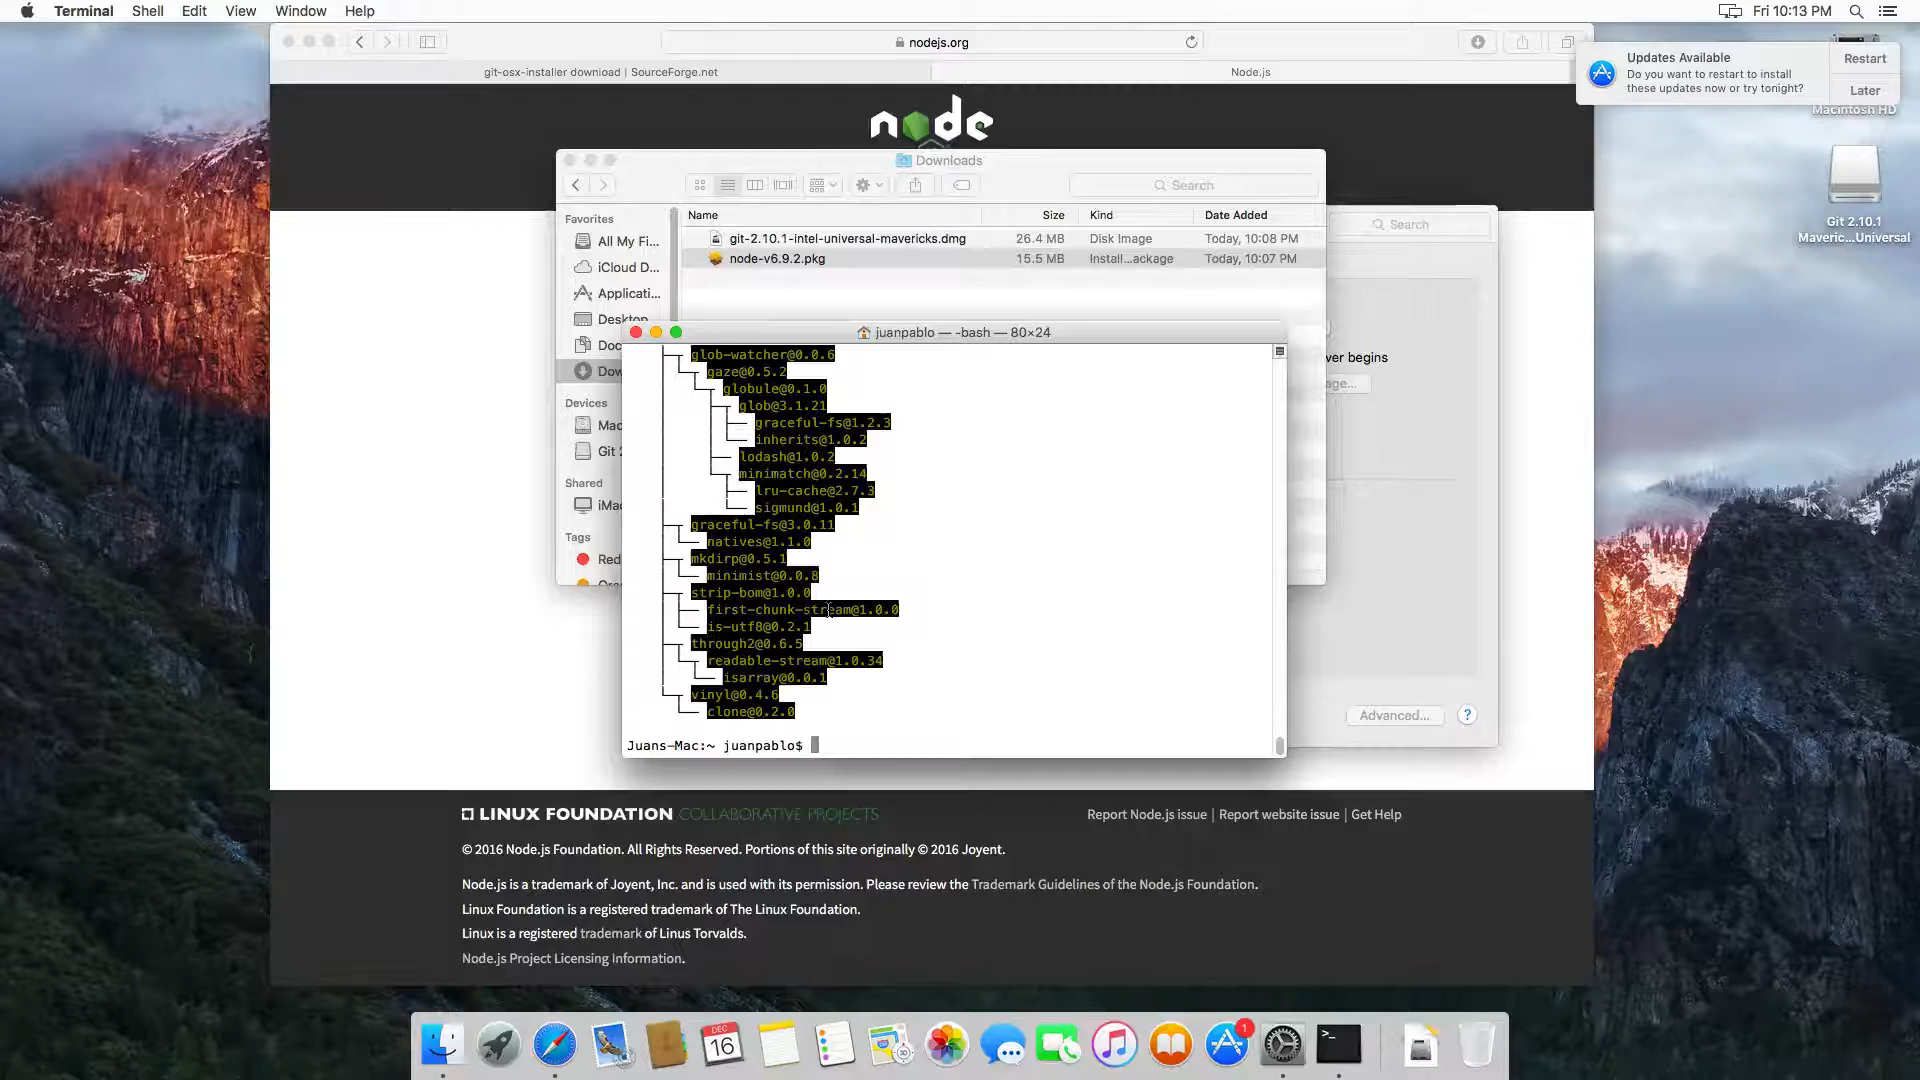 Terminal Shell Edit View Window Help
Fri 10:13 PM
nodejs.org
git-osx-installer download | SourceForge.net
Node.js
Updates Available
Do you want to restart to install
these updates now or try tonight?
Restart
Later
Macintosh HD
node
Git 2.10.1
Maveric...Universal
Downloads
Search
Search
Name Size Kind Date Added
git-2.10.1-intel-universal-mavericks.dmg 26.4 MB Disk Image Today, 10:08 PM
node-v6.9.2.pkg 15.5 MB Install...ackage Today, 10:07 PM
Favorites
All My Fi...
iCloud D...
Applicati...
Desktop
Doc
Dow
Devices
Mac
Git 2
Shared
iMac
Tags
Red
ver begins
age...
Advanced...
?
juanpablo — -bash — 80×24
glob-watcher@0.0.6
gaze@0.5.2
globule@0.1.0
glob@3.1.21
graceful-fs@1.2.3
inherits@1.0.2
lodash@1.0.2
minimatch@0.2.14
lru-cache@2.7.3
sigmund@1.0.1
graceful-fs@3.0.11
natives@1.1.0
mkdirp@0.5.1
minimist@0.0.8
strip-bom@1.0.0
first-chunk-stream@1.0.0
is-utf8@0.2.1
through2@0.6.5
readable-stream@1.0.34
isarray@0.0.1
vinyl@0.4.6
clone@0.2.0
Juans-Mac:~ juanpablo$
LINUX FOUNDATION COLLABORATIVE PROJECTS
Report Node.js issue | Report website issue | Get Help
© 2016 Node.js Foundation. All Rights Reserved. Portions of this site originally © 2016 Joyent.
Node.js is a trademark of Joyent, Inc. and is used with its permission. Please review the Trademark Guidelines of the Node.js Foundation.
Linux Foundation is a registered trademark of The Linux Foundation.
Linux is a registered trademark of Linus Torvalds.
Node.js Project Licensing Information.
DEC
16
1